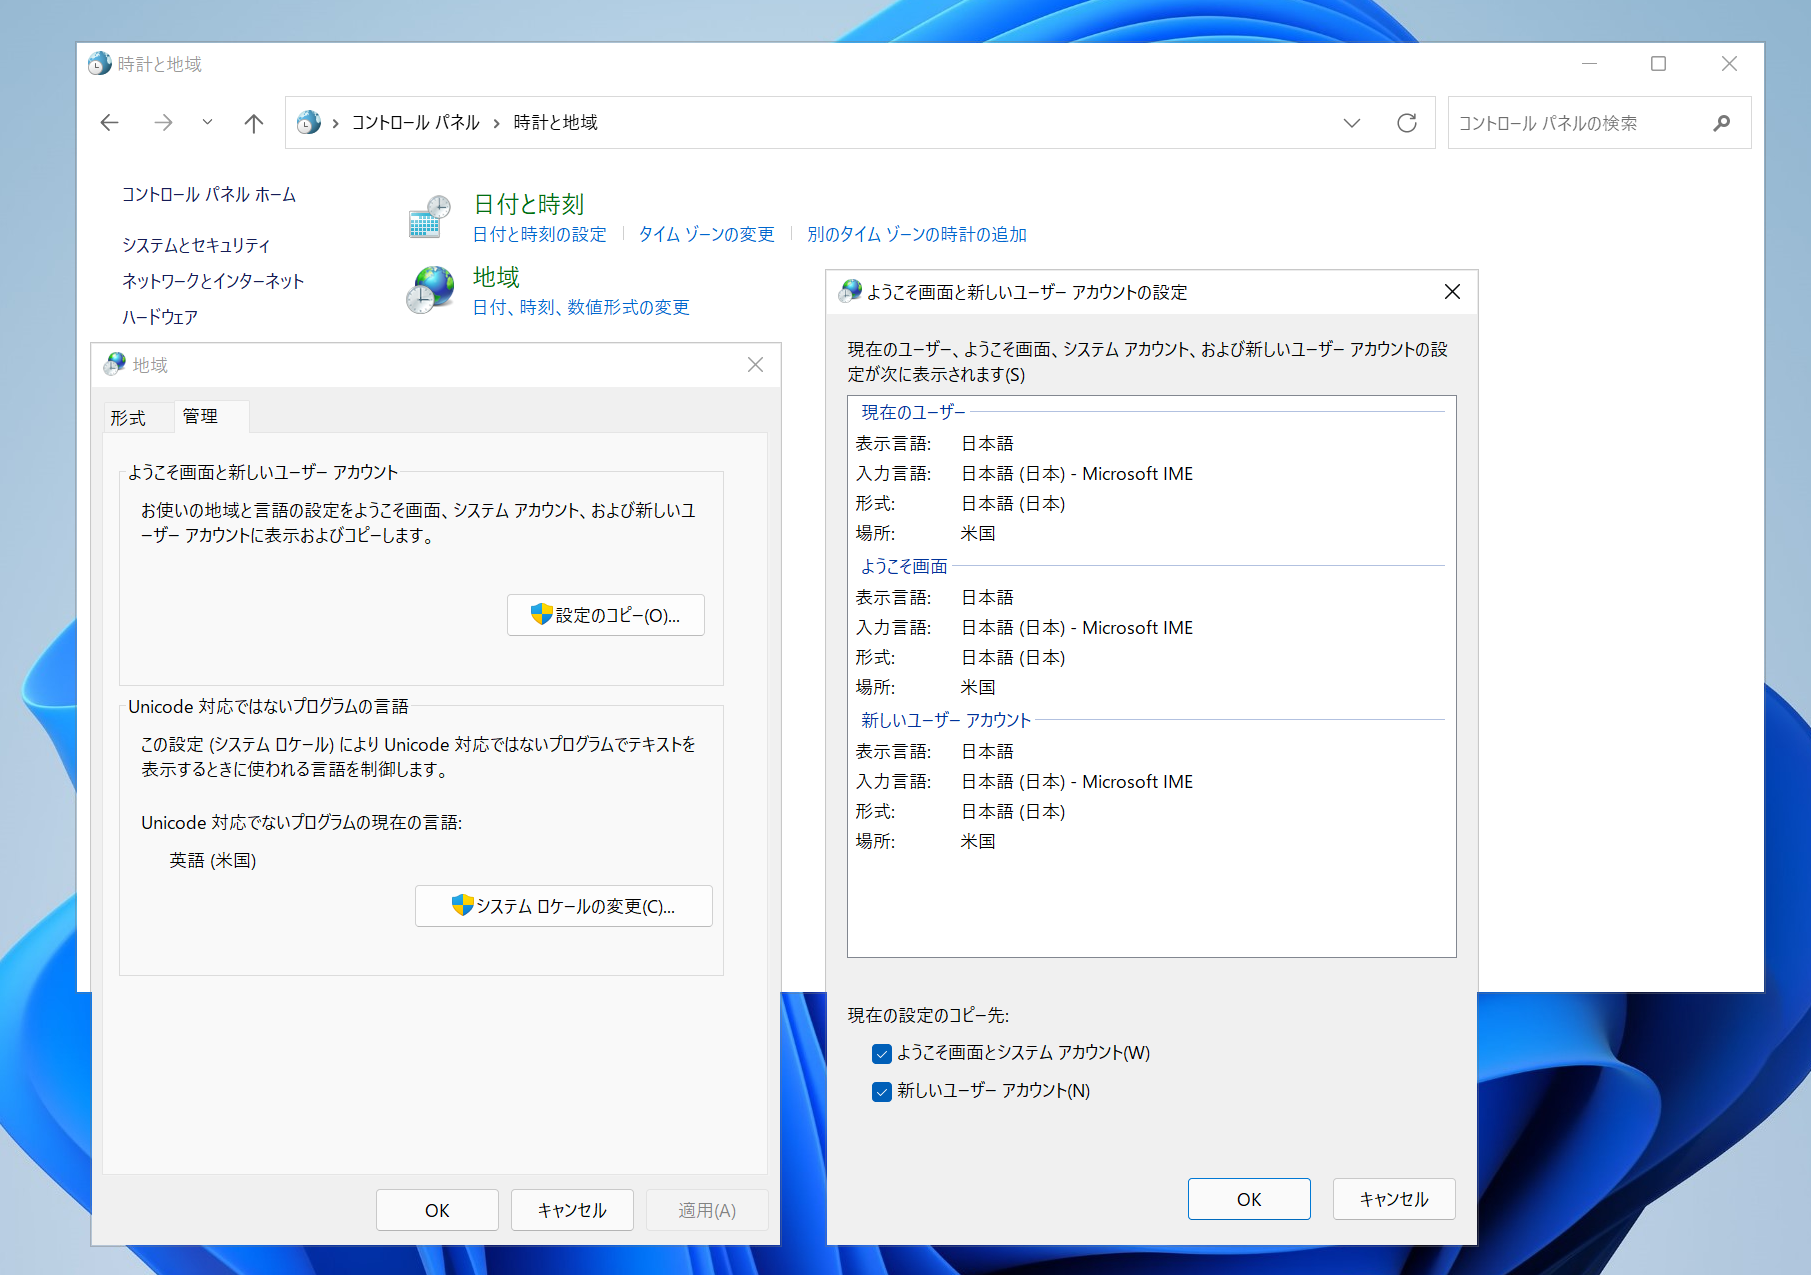 時計と地域
コントロール パネル › 時計と地域
コントロール パネルの検索
コントロール パネル ホーム
システムとセキュリティ
ネットワークとインターネット
ハードウェア
日付と時刻
日付と時刻の設定 タイム ゾーンの変更 別のタイム ゾーンの時計の追加
地域
日付、時刻、数値形式の変更
地域
形式 管理
ようこそ画面と新しいユーザー アカウント
お使いの地域と言語の設定をようこそ画面、システム アカウント、および新しいユ
ーザー アカウントに表示およびコピーします。
設定のコピー(O)...
Unicode 対応ではないプログラムの言語
この設定 (システム ロケール) により Unicode 対応ではないプログラムでテキストを
表示するときに使われる言語を制御します。
Unicode 対応でないプログラムの現在の言語:
英語 (米国)
システム ロケールの変更(C)...
OK キャンセル 適用(A)
ようこそ画面と新しいユーザー アカウントの設定
現在のユーザー、ようこそ画面、システム アカウント、および新しいユーザー アカウントの設
定が次に表示されます(S)
現在のユーザー
表示言語: 日本語
入力言語: 日本語 (日本) - Microsoft IME
形式: 日本語 (日本)
場所: 米国
ようこそ画面
表示言語: 日本語
入力言語: 日本語 (日本) - Microsoft IME
形式: 日本語 (日本)
場所: 米国
新しいユーザー アカウント
表示言語: 日本語
入力言語: 日本語 (日本) - Microsoft IME
形式: 日本語 (日本)
場所: 米国
現在の設定のコピー先:
ようこそ画面とシステム アカウント(W)
新しいユーザー アカウント(N)
OK キャンセル